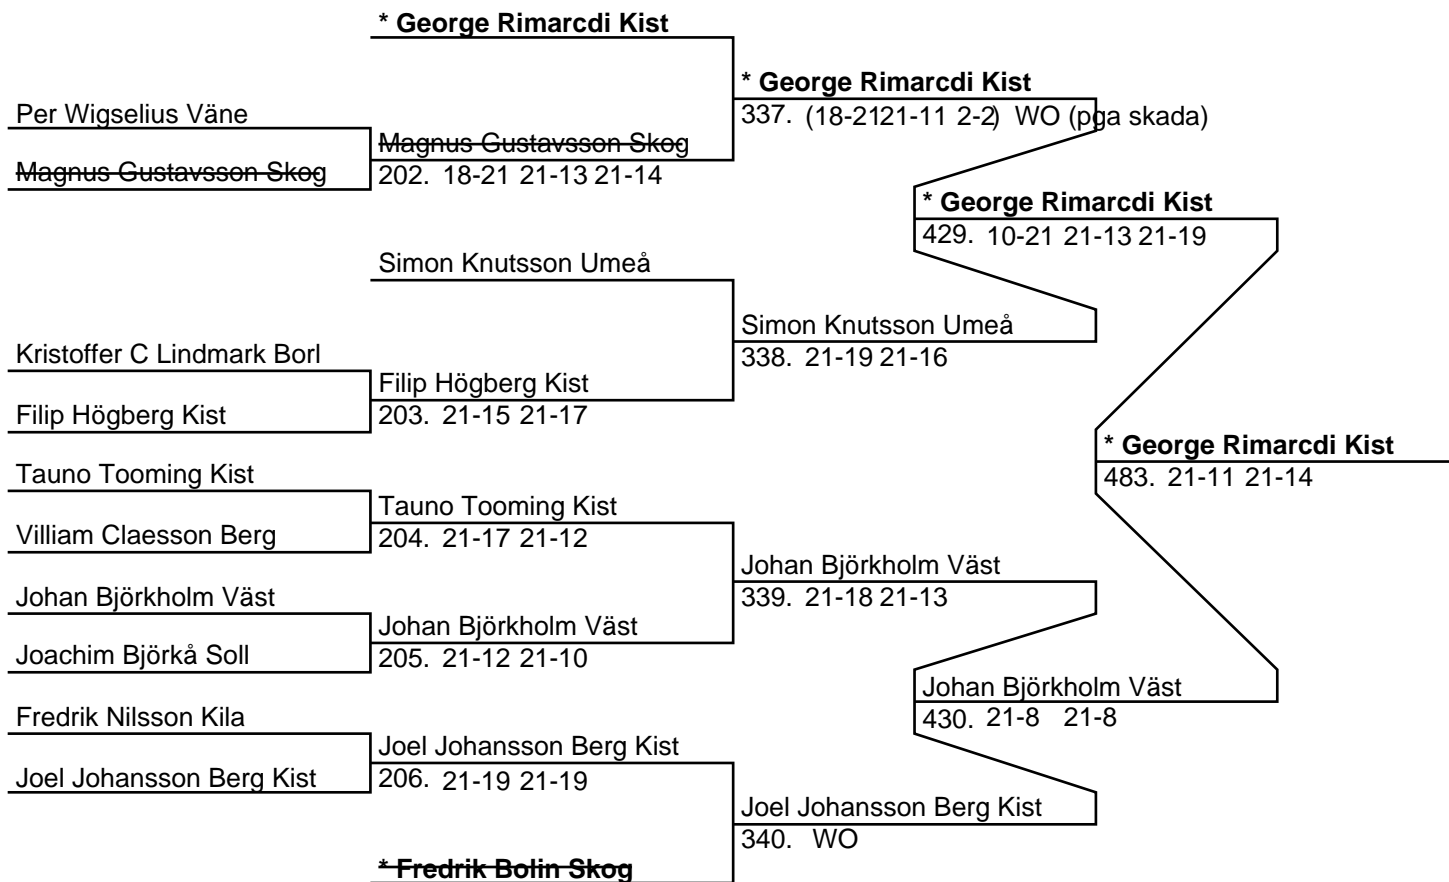 * George Rimarcdi Kist
* George Rimarcdi Kist
337. (18-21 21-11 2-2) WO (pga skada)
Per Wigselius Väne
Magnus Gustavsson Skog
Magnus Gustavsson Skog
202. 18-21 21-13 21-14
* George Rimarcdi Kist
429. 10-21 21-13 21-19
Simon Knutsson Umeå
Simon Knutsson Umeå
338. 21-19 21-16
Kristoffer C Lindmark Borl
Filip Högberg Kist
Filip Högberg Kist
203. 21-15 21-17
* George Rimarcdi Kist
483. 21-11 21-14
Tauno Tooming Kist
Tauno Tooming Kist
Villiam Claesson Berg
204. 21-17 21-12
Johan Björkholm Väst
339. 21-18 21-13
Johan Björkholm Väst
Johan Björkholm Väst
Joachim Björkå Soll
205. 21-12 21-10
Johan Björkholm Väst
430. 21-8 21-8
Fredrik Nilsson Kila
Joel Johansson Berg Kist
Joel Johansson Berg Kist
206. 21-19 21-19
Joel Johansson Berg Kist
340. WO
* Fredrik Bolin Skog